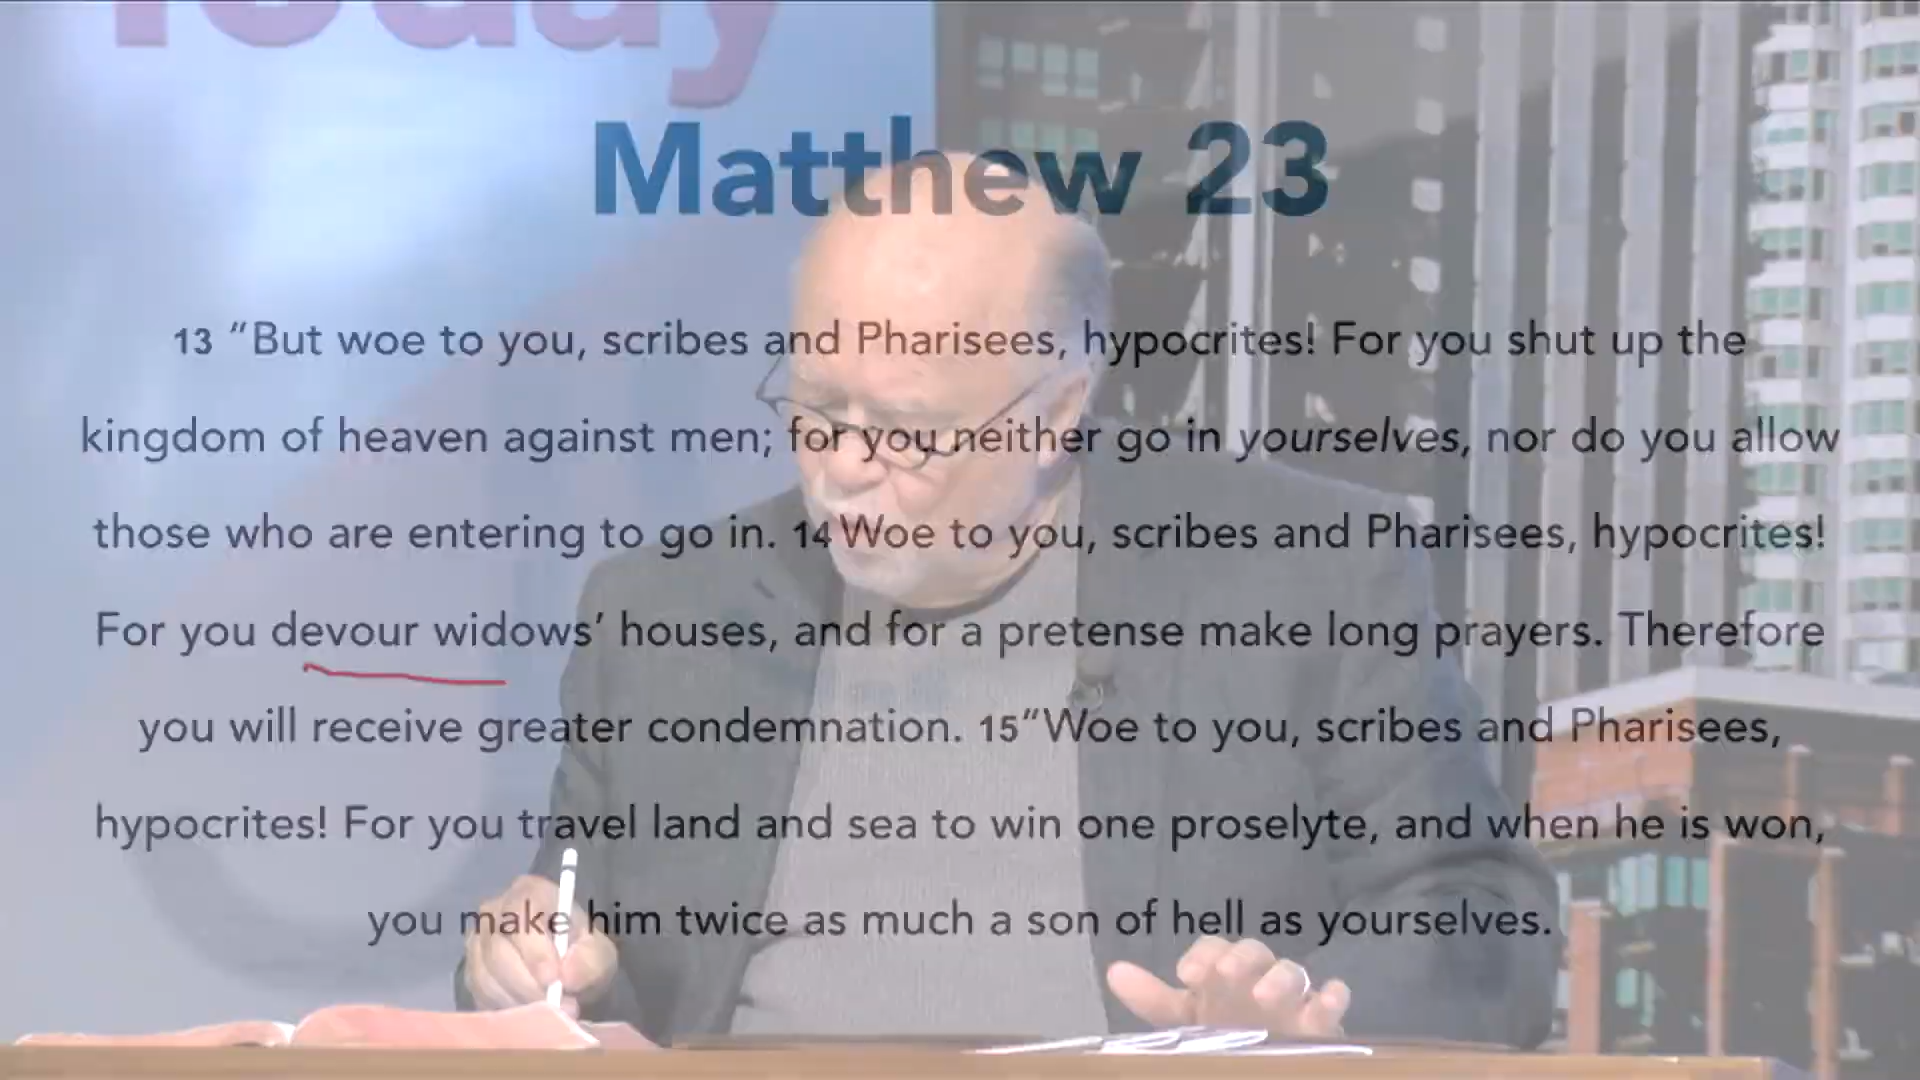 Today
Matthew 23
13 “But woe to you, scribes and Pharisees, hypocrites! For you shut up the
kingdom of heaven against men; for you neither go in yourselves, nor do you allow
those who are entering to go in. 14 Woe to you, scribes and Pharisees, hypocrites!
For you devour widows’ houses, and for a pretense make long prayers. Therefore
you will receive greater condemnation. 15 “Woe to you, scribes and Pharisees,
hypocrites! For you travel land and sea to win one proselyte, and when he is won,
you make him twice as much a son of hell as yourselves.